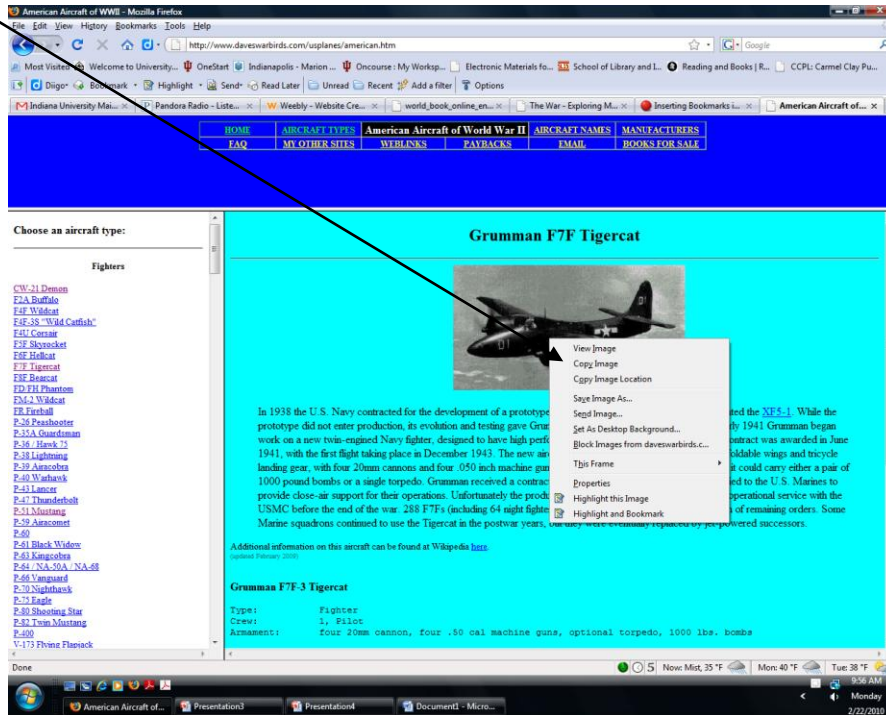 American Aircraft of WWII - Mozilla Firefox
File Edit View History Bookmarks Tools Help
http://www.daveswarbirds.com/usplanes/american.htm
Google
Most Visited Welcome to University... OneStart Indianapolis - Marion ... Oncourse : My Worksp... Electronic Materials fo... School of Library and I... Reading and Books | R... CCPL: Carmel Clay Pu...
Diigo Bookmark Highlight Send Read Later Unread Recent Add a filter Options
Indiana University Mai... Pandora Radio - Liste... Weebly - Website Cre... world_book_online_en... The War - Exploring M... Inserting Bookmarks i... American Aircraft of...
HOME AIRCRAFT TYPES American Aircraft of World War II AIRCRAFT NAMES MANUFACTURERS
FAQ MY OTHER SITES WEBLINKS PAYBACKS EMAIL BOOKS FOR SALE
Choose an aircraft type:
Fighters
CW-21 Demon
F2A Buffalo
F4F Wildcat
F4F-3S "Wild Catfish"
F4U Corsair
F5F Skyrocket
F6F Hellcat
F7F Tigercat
F8F Bearcat
FD/FH Phantom
FM-2 Wildcat
FR Fireball
P-26 Peashooter
P-35A Guardsman
P-36 / Hawk 75
P-38 Lightning
P-39 Airacobra
P-40 Warhawk
P-43 Lancer
P-47 Thunderbolt
P-51 Mustang
P-59 Airacomet
P-60
P-61 Black Widow
P-63 Kingcobra
P-64 / NA-50A / NA-68
P-66 Vanguard
P-70 Nighthawk
P-75 Eagle
P-80 Shooting Star
P-82 Twin Mustang
P-400
V-173 Flying Flapjack
Grumman F7F Tigercat
View Image
Copy Image
Copy Image Location
Save Image As...
Send Image...
Set As Desktop Background...
Block Images from daveswarbirds.c...
This Frame
Properties
Highlight this Image
Highlight and Bookmark
In 1938 the U.S. Navy contracted for the development of a prototype ted the XF5-1. While the
prototype did not enter production, its evolution and testing gave Gru rly 1941 Grumman began
work on a new twin-engined Navy fighter, designed to have high perf ontract was awarded in June
1941, with the first flight taking place in December 1943. The new air oldable wings and tricycle
landing gear, with four 20mm cannons and four .050 inch machine gun it could carry either a pair of
1000 pound bombs or a single torpedo. Grumman received a contrac ed to the U.S. Marines to
provide close-air support for their operations. Unfortunately the produ operational service with the
USMC before the end of the war. 288 F7Fs (including 64 night fighte n of remaining orders. Some
Marine squadrons continued to use the Tigercat in the postwar years, but they were eventually replaced by jet-powered successors.
Additional information on this aircraft can be found at Wikipedia here.
(updated February 2009)
Grumman F7F-3 Tigercat
Type: Fighter
Crew: 1, Pilot
Armament: four 20mm cannon, four .50 cal machine guns, optional torpedo, 1000 lbs. bombs
Done
5 Now: Mist, 35 °F Mon: 40 °F Tue: 38 °F
American Aircraft of... Presentation3 Presentation4 Document1 - Micro...
9:56 AM
Monday
2/22/2010